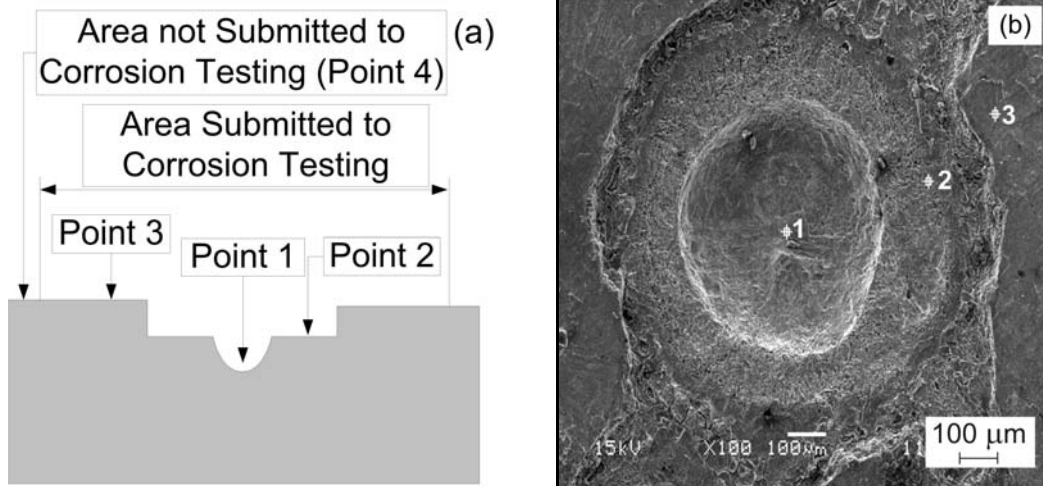 Area not Submitted to
Corrosion Testing (Point 4)
(a)
Area Submitted to
Corrosion Testing
Point 3
Point 1
Point 2
(b)
3
2
1
15kV X100 100µm 11
100 µm